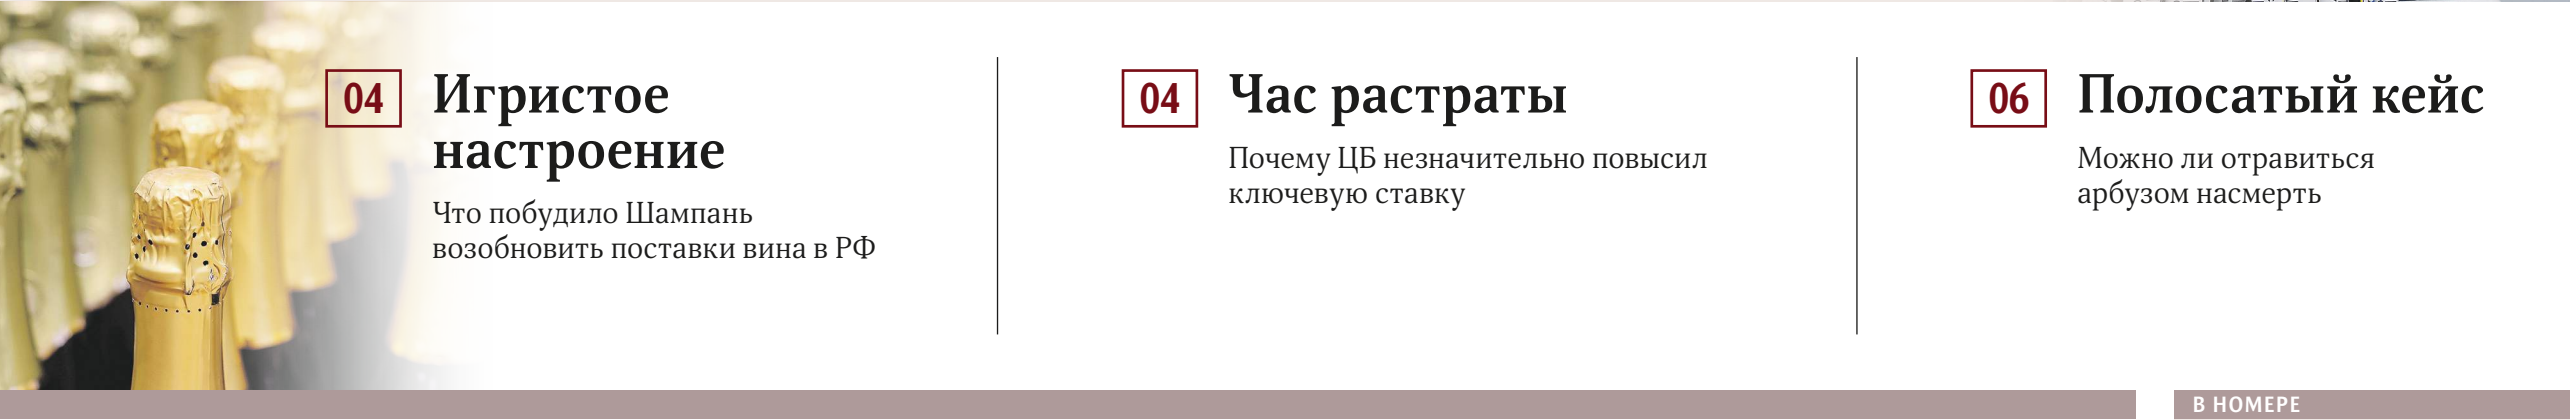 04
Игристое
настроение
Что побудило Шампань
возобновить поставки вина в РФ
04
Час растраты
Почему ЦБ незначительно повысил
ключевую ставку
06
Полосатый кейс
Можно ли отравиться
арбузом насмерть
В НОМЕРЕ